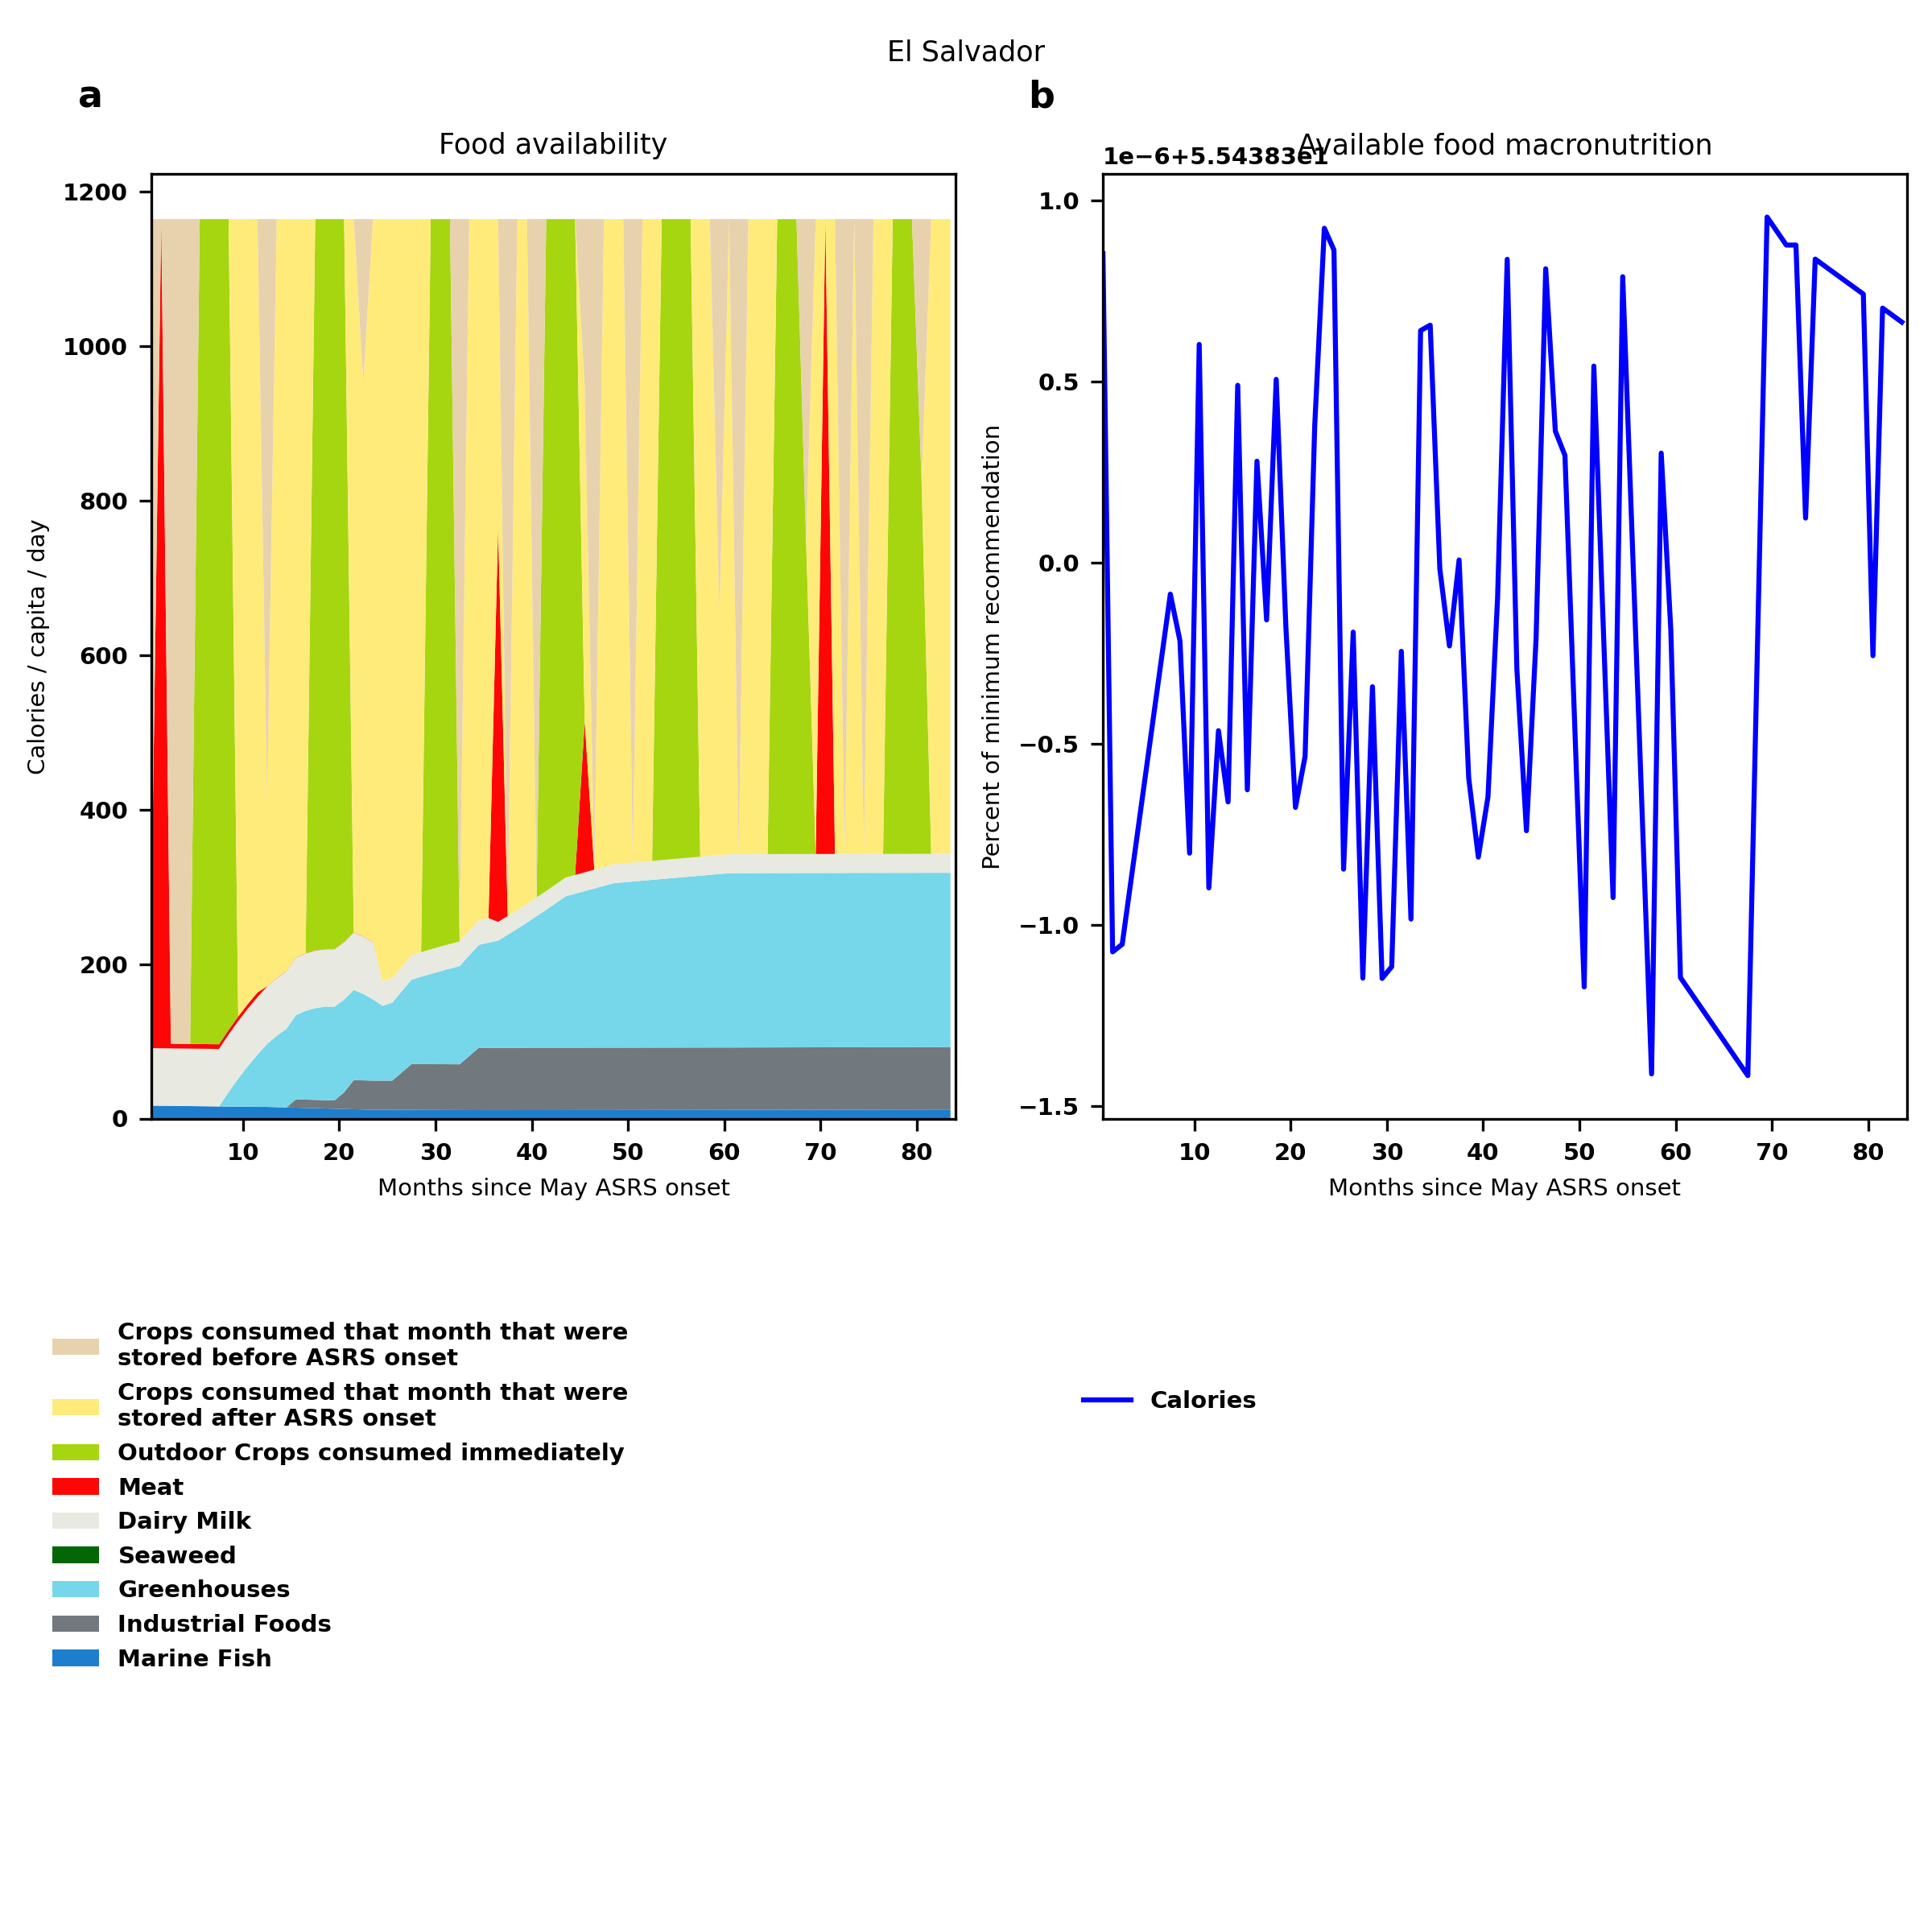 El Salvador
a
b
Food availability
Available food macronutrition
1e−6+5.54383e1
Calories / capita / day
1200
1000
800
600
400
200
0
10 20 30 40 50 60 70 80
Months since May ASRS onset
Percent of minimum recommendation
1.0
0.5
0.0
−0.5
−1.0
−1.5
10 20 30 40 50 60 70 80
Months since May ASRS onset
Crops consumed that month that were
stored before ASRS onset
Crops consumed that month that were
stored after ASRS onset
Outdoor Crops consumed immediately
Meat
Dairy Milk
Seaweed
Greenhouses
Industrial Foods
Marine Fish
Calories